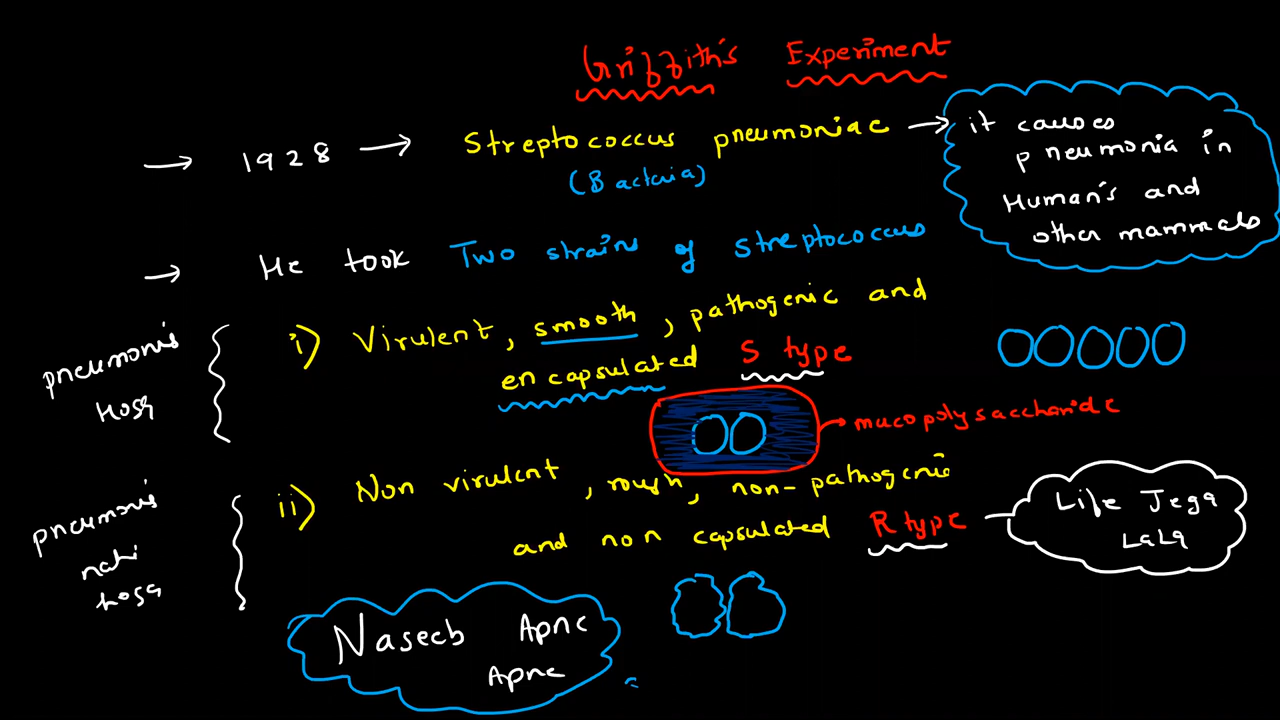 Griffith's Experiment
→ 1928 → Streptococcus pneumoniae →
(Bacteria)
it causes
pneumonia in
Human's and
other mammals
→ He took Two strains of streptococcus
i) Virulent, smooth, pathogenic and
encapsulated S type
pneumonis
Hoga
mucopolysaccharide
ii) Non virulent, rough, non-pathogenic
and non capsulated R type
pneumonis
nahi
hoga
Life Jega
LaLa
Naseeb Apne
Apne